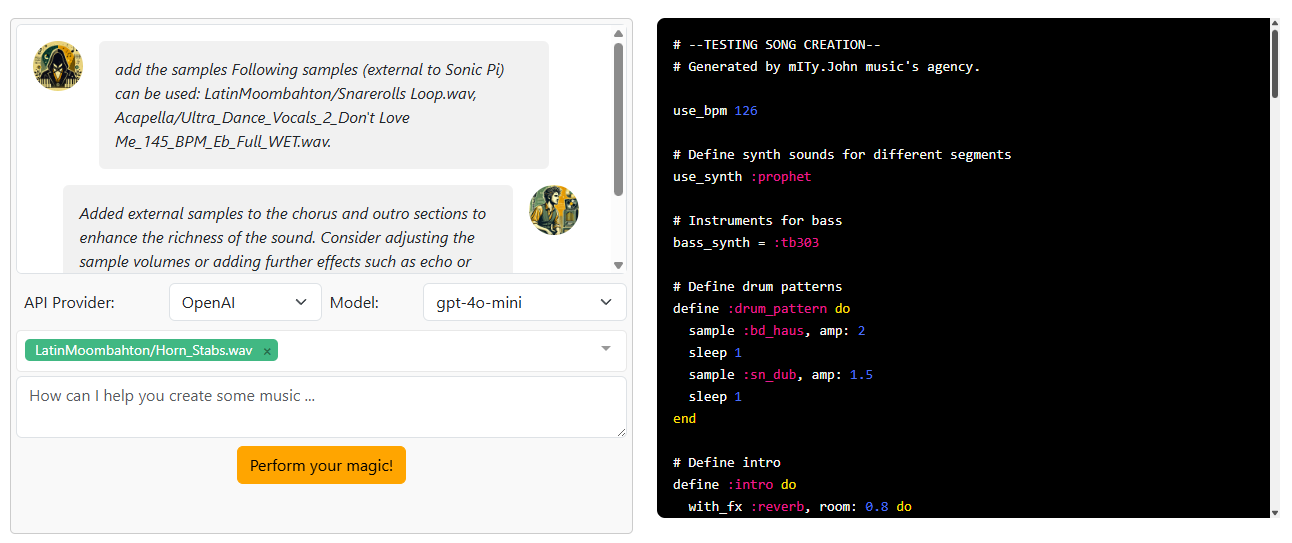 add the samples Following samples (external to Sonic Pi)
can be used: LatinMoombahton/Snarerolls Loop.wav,
Acapella/Ultra_Dance_Vocals_2_Don't Love
Me_145_BPM_Eb_Full_WET.wav.
Added external samples to the chorus and outro sections to
enhance the richness of the sound. Consider adjusting the
sample volumes or adding further effects such as echo or
API Provider:
OpenAI
Model:
gpt-4o-mini
LatinMoombahton/Horn_Stabs.wav ×
How can I help you create some music ...
Perform your magic!
# --TESTING SONG CREATION--
# Generated by mITy.John music's agency.
use_bpm 126
# Define synth sounds for different segments
use_synth :prophet
# Instruments for bass
bass_synth = :tb303
# Define drum patterns
define :drum_pattern do
sample :bd_haus, amp: 2
sleep 1
sample :sn_dub, amp: 1.5
sleep 1
end
# Define intro
define :intro do
with_fx :reverb, room: 0.8 do